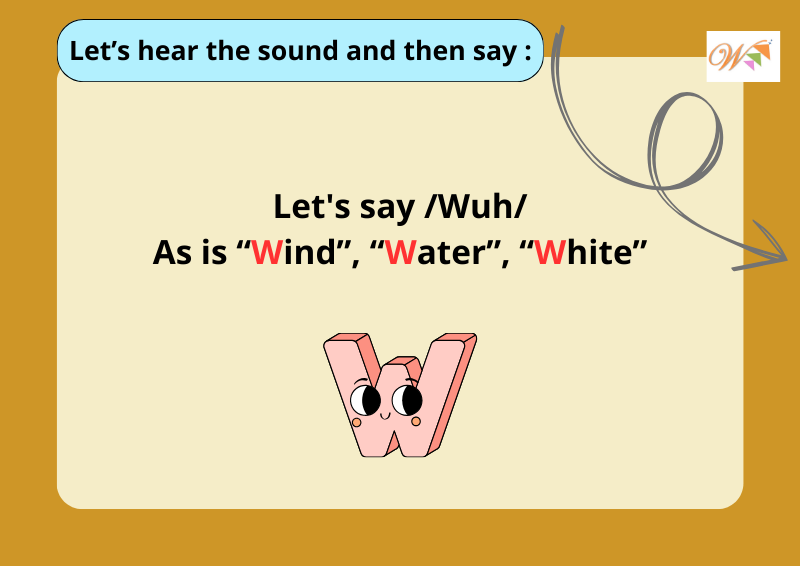 Let’s hear the sound and then say :
W
Let's say /Wuh/
As is “Wind”, “Water”, “White”
W